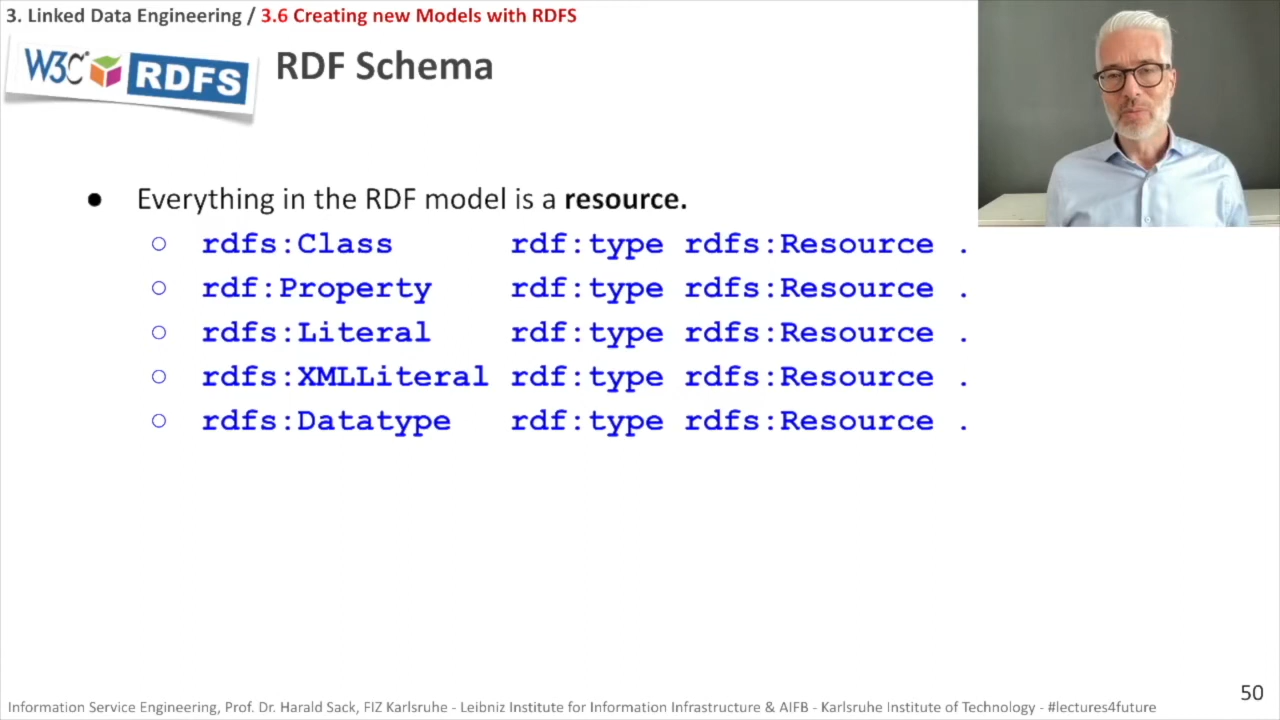 3. Linked Data Engineering / 3.6 Creating new Models with RDFS
W3C RDFS
RDF Schema
● Everything in the RDF model is a resource.
○ rdfs:Class rdf:type rdfs:Resource .
○ rdf:Property rdf:type rdfs:Resource .
○ rdfs:Literal rdf:type rdfs:Resource .
○ rdfs:XMLLiteral rdf:type rdfs:Resource .
○ rdfs:Datatype rdf:type rdfs:Resource .
50
Information Service Engineering, Prof. Dr. Harald Sack, FIZ Karlsruhe - Leibniz Institute for Information Infrastructure & AIFB - Karlsruhe Institute of Technology - #lectures4future